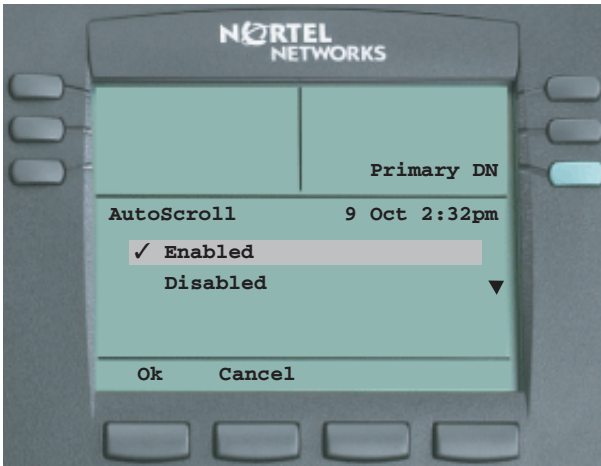 NORTEL
NETWORKS
Primary DN
AutoScroll 9 Oct 2:32pm
✓ Enabled
Disabled
Ok Cancel